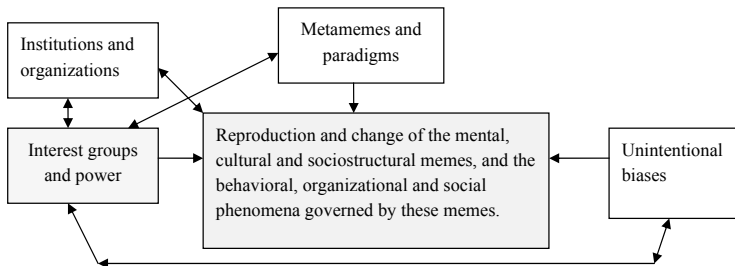 Metamemes and
paradigms
Institutions and
organizations
Reproduction and change of the mental,
cultural and sociostructural memes, and the
behavioral, organizational and social
phenomena governed by these memes.
Interest groups
and power
Unintentional
biases